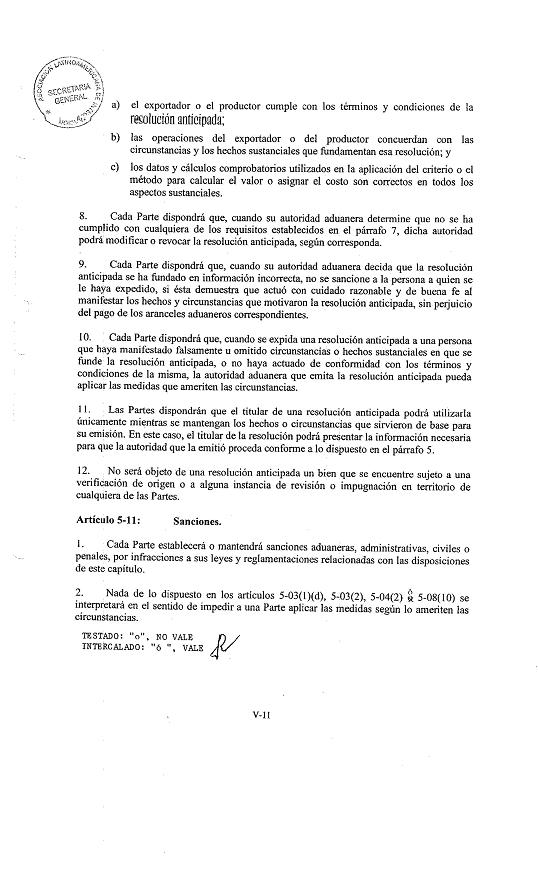 ASOCIACION LATINOAMERICANA DE
SECRETARIA
GENERAL
a) el exportador o el productor cumple con los términos y condiciones de la
resolución anticipada;
b) las operaciones del exportador o del productor concuerdan con las
circunstancias y los hechos sustanciales que fundamentan esa resolución; y
c) los datos y cálculos comprobatorios utilizados en la aplicación del criterio o el
método para calcular el valor o asignar el costo son correctos en todos los
aspectos sustanciales.
8. Cada Parte dispondrá que, cuando su autoridad aduanera determine que no se ha
cumplido con cualquiera de los requisitos establecidos en el párrafo 7, dicha autoridad
podrá modificar o revocar la resolución anticipada, según corresponda.
9. Cada Parte dispondrá que, cuando su autoridad aduanera decida que la resolución
anticipada se ha fundado en información incorrecta, no se sancione a la persona a quien se
le haya expedido, si ésta demuestra que actuó con cuidado razonable y de buena fe al
manifestar los hechos y circunstancias que motivaron la resolución anticipada, sin perjuicio
del pago de los aranceles aduaneros correspondientes.
10. Cada Parte dispondrá que, cuando se expida una resolución anticipada a una persona
que haya manifestado falsamente u omitido circunstancias o hechos sustanciales en que se
funde la resolución anticipada, o no haya actuado de conformidad con los términos y
condiciones de la misma, la autoridad aduanera que emita la resolución anticipada pueda
aplicar las medidas que ameriten las circunstancias.
11. Las Partes dispondrán que el titular de una resolución anticipada podrá utilizarla
únicamente mientras se mantengan los hechos o circunstancias que sirvieron de base para
su emisión. En este caso, el titular de la resolución podrá presentar la información necesaria
para que la autoridad que la emitió proceda conforme a lo dispuesto en el párrafo 5.
12. No será objeto de una resolución anticipada un bien que se encuentre sujeto a una
verificación de origen o a alguna instancia de revisión o impugnación en territorio de
cualquiera de las Partes.
Artículo 5-11: Sanciones.
1. Cada Parte establecerá o mantendrá sanciones aduaneras, administrativas, civiles o
penales, por infracciones a sus leyes y reglamentaciones relacionadas con las disposiciones
de este capítulo.
2. Nada de lo dispuesto en los artículos 5-03(1)(d), 5-03(2), 5-04(2) ó 5-08(10) se
interpretará en el sentido de impedir a una Parte aplicar las medidas según lo ameriten las
circunstancias.
TESTADO: "o", NO VALE
INTERCALADO: "ó ", VALE
V-11